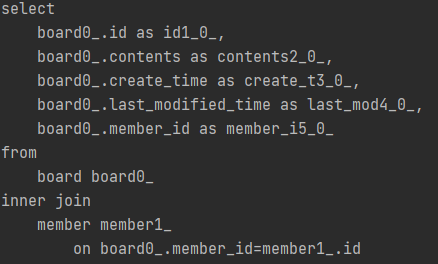 select
    board0_.id as id1_0_,
    board0_.contents as contents2_0_,
    board0_.create_time as create_t3_0_,
    board0_.last_modified_time as last_mod4_0_,
    board0_.member_id as member_i5_0_
from
    board board0_
inner join
    member member1_
        on board0_.member_id=member1_.id